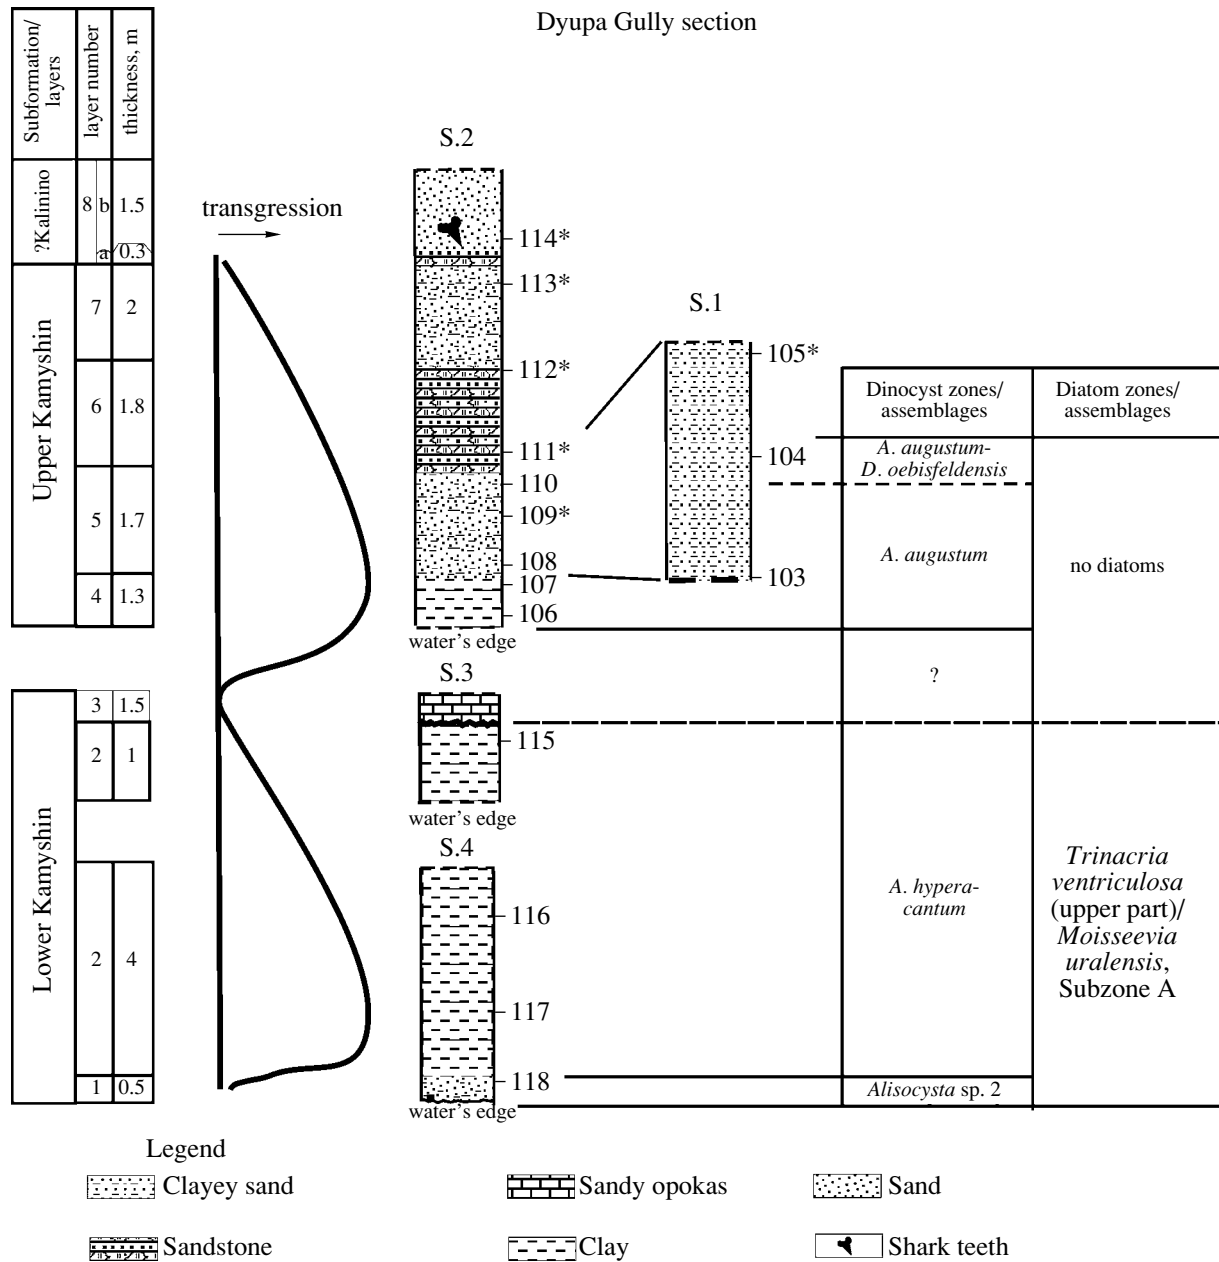 Dyupa Gully section
Subformation/
layers
layer number
thickness, m
?Kalinino
8
b
1.5
a
0.3
Upper Kamyshin
7
2
6
1.8
5
1.7
4
1.3
Lower Kamyshin
3
1.5
2
1
2
4
1
0.5
transgression
S.2
114*
113*
112*
111*
110
109*
108
107
106
water's edge
S.1
105*
104
103
S.3
115
water's edge
S.4
116
117
118
water's edge
Dinocyst zones/
assemblages
Diatom zones/
assemblages
A. augustum-
D. oebisfeldensis
A. augustum
no diatoms
?
A. hypera-
cantum
Trinacria
ventriculosa
(upper part)/
Moisseevia
uralensis,
Subzone A
Alisocysta sp. 2
Legend
Clayey sand
Sandy opokas
Sand
Sandstone
Clay
Shark teeth